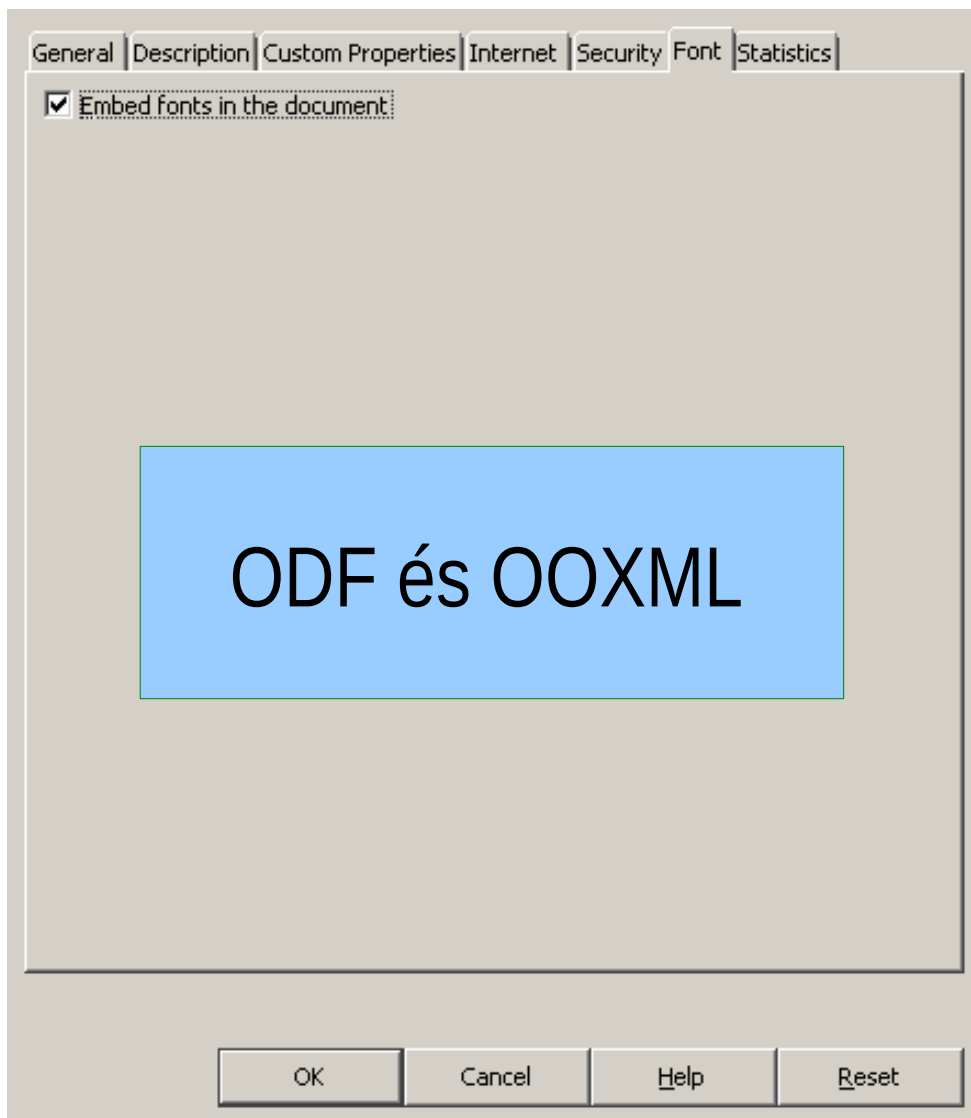 General Description Custom Properties Internet Security Font Statistics
Embed fonts in the document
ODF és OOXML
OK Cancel Help Reset